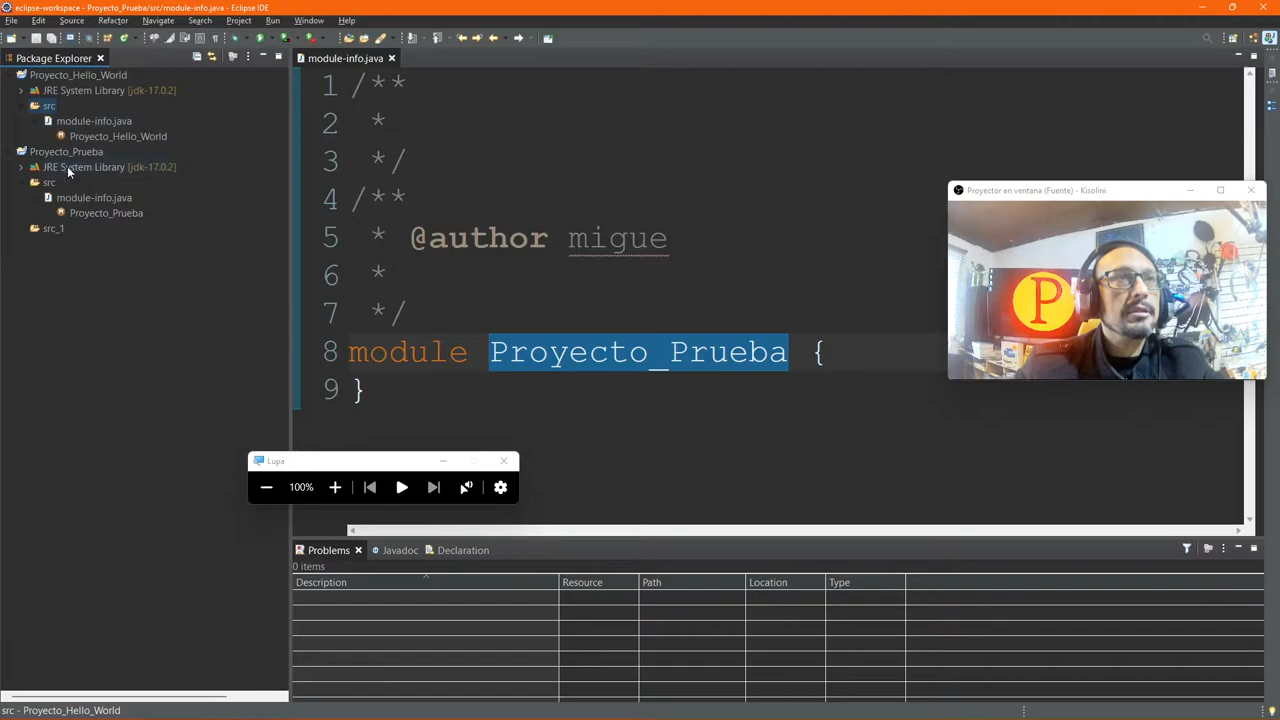 eclipse-workspace - Proyecto_Prueba/src/module-info.java - Eclipse IDE
File Edit Source Refactor Navigate Search Project Run Window Help
Package Explorer
Proyecto_Hello_World
JRE System Library [jdk-17.0.2]
src
module-info.java
Proyecto_Hello_World
Proyecto_Prueba
JRE System Library [jdk-17.0.2]
src
module-info.java
Proyecto_Prueba
src_1
module-info.java
1 /**
2 *
3 */
4 /**
5 * @author migue
6 *
7 */
8 module Proyecto_Prueba {
9 }
Proyector en ventana (Fuente) - Kisolini
P
Lupa
100%
Problems Javadoc Declaration
0 items
Description Resource Path Location Type
src - Proyecto_Hello_World